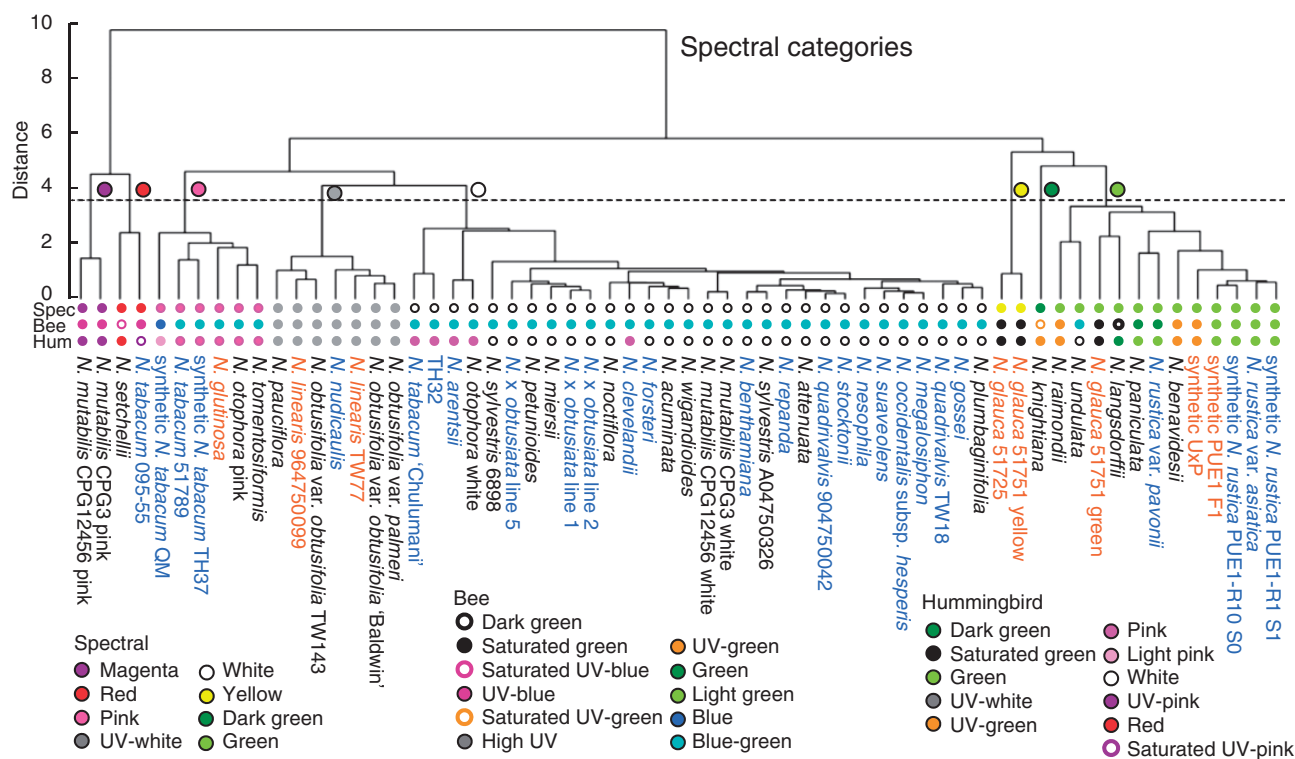 Spectral categories
Distance
10
8
6
4
2
0
Spec
Bee
Hum
N. mutabilis CPG12456 pink
N. mutabilis CPG3 pink
N. setchellii
N. tabacum 095-55
synthetic N. tabacum QM
N. tabacum 51789
synthetic N. tabacum TH37
N. glutinosa
N. otophora pink
N. tomentosiformis
N. pauciflora
N. linearis 964750099
N. obtusifolia var. obtusifolia TW143
N. nudicaulis
N. linearis TW77
N. obtusifolia var. obtusifolia 'Baldwin'
N. obtusifolia var. palmeri
N. tabacum 'Chulumani'
TH32
N. arentsii
N. otophora white
N. sylvestris 6898
N. x obtusiata line 5
N. petunioides
N. miersii
N. x obtusiata line 1
N. x obtusiata line 2
N. noctiflora
N. clevelandii
N. forsteri
N. acuminata
N. wigandioides
N. mutabilis CPG12456 white
N. mutabilis CPG3 white
N. benthamiana
N. sylvestris A04750326
N. repanda
N. attenuata
N. quadrivalvis 904750042
N. stocktonii
N. nesophila
N. suaveolens
N. occidentalis subsp. hesperis
N. megalosiphon
N. quadrivalvis TW18
N. gossei
N. plumbaginifolia
N. glauca 51725
N. glauca 51751 yellow
N. knightiana
N. raimondii
N. undulata
N. glauca 51751 green
N. langsdorffii
N. paniculata
N. rustica var. pavonii
N. benavidesii
synthetic UxP
synthetic PUE1 F1
synthetic N. rustica PUE1-R10 S0
N. rustica var. asiatica
synthetic N. rustica PUE1-R1 S1
Spectral
Magenta
Red
Pink
UV-white
White
Yellow
Dark green
Green
Bee
Dark green
Saturated green
Saturated UV-blue
UV-blue
Saturated UV-green
High UV
UV-green
Green
Light green
Blue
Blue-green
Hummingbird
Dark green
Saturated green
Green
UV-white
UV-green
Pink
Light pink
White
UV-pink
Red
Saturated UV-pink